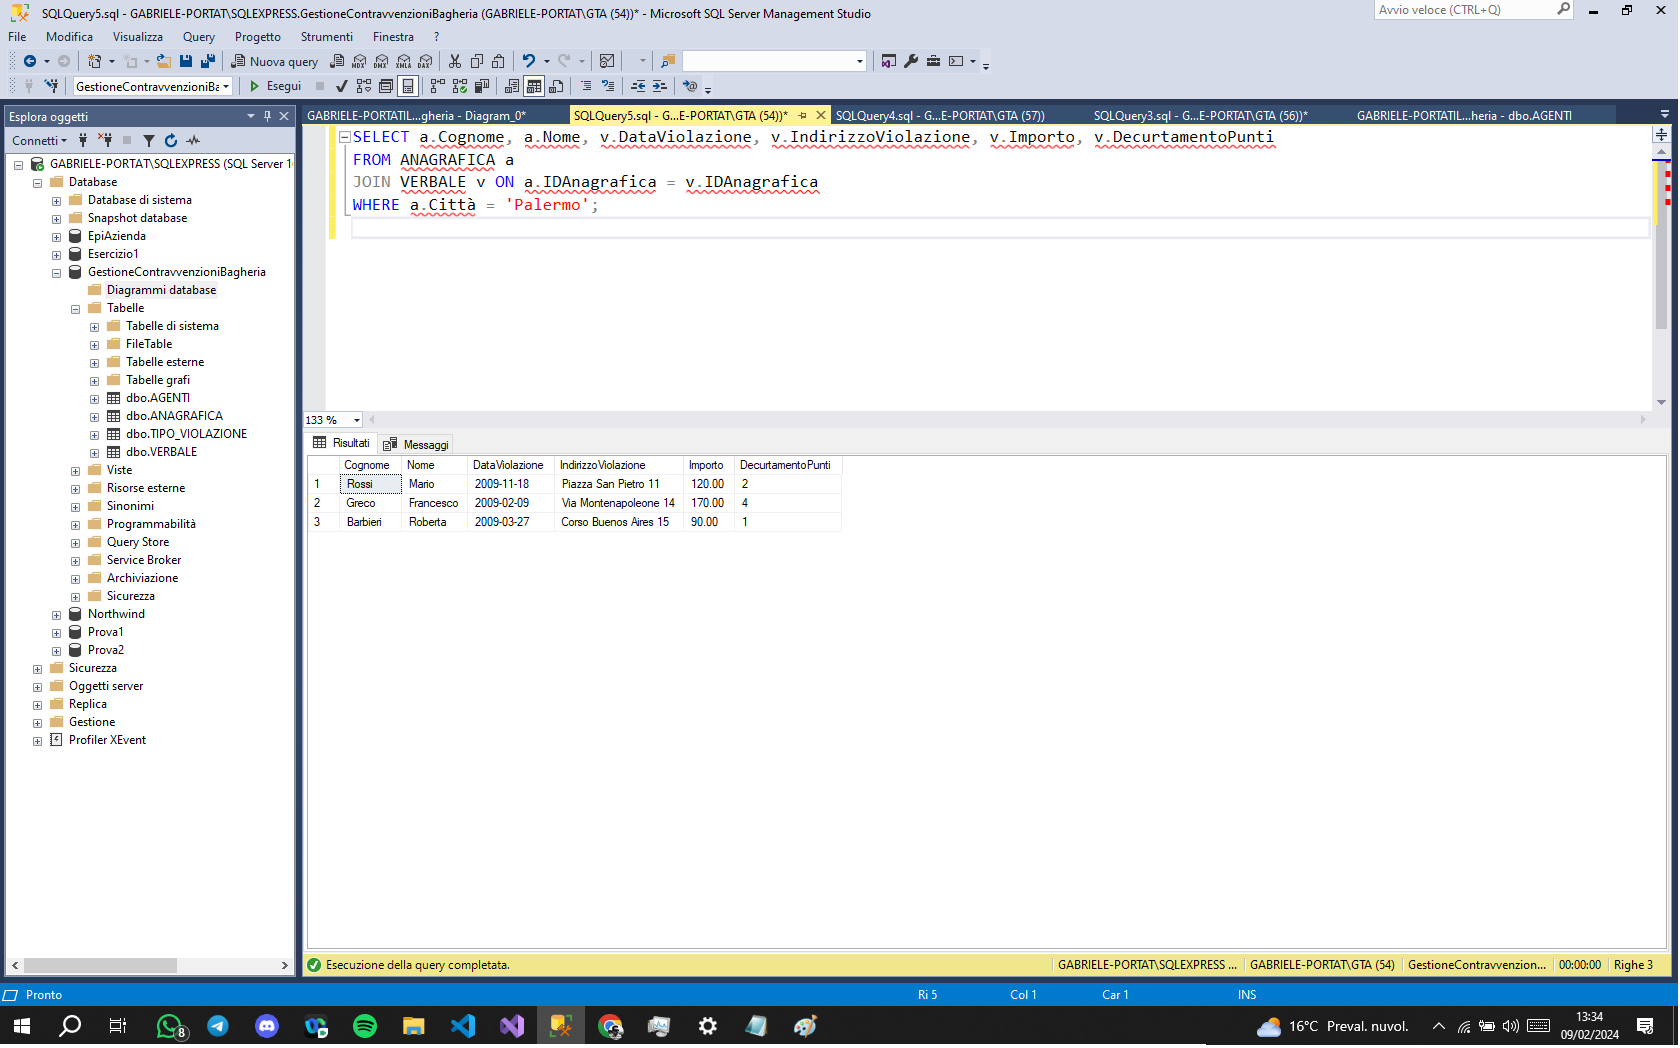 SQLQuery5.sql - GABRIELE-PORTAT\SQLEXPRESS.GestioneContravvenzioniBagheria (GABRIELE-PORTAT\GTA (54))* - Microsoft SQL Server Management Studio
Avvio veloce (CTRL+Q)
File Modifica Visualizza Query Progetto Strumenti Finestra ?
Nuova query
MDX DMX XMLA DAX
GestioneContravvenzioniBa Esegui
Esplora oggetti
GABRIELE-PORTATIL...gheria - Diagram_0* SQLQuery5.sql - G...E-PORTAT\GTA (54))* SQLQuery4.sql - G...E-PORTAT\GTA (57)) SQLQuery3.sql - G...E-PORTAT\GTA (56))* GABRIELE-PORTATIL...heria - dbo.AGENTI
Connetti
GABRIELE-PORTAT\SQLEXPRESS (SQL Server 1
Database
Database di sistema
Snapshot database
EpiAzienda
Esercizio1
GestioneContravvenzioniBagheria
Diagrammi database
Tabelle
Tabelle di sistema
FileTable
Tabelle esterne
Tabelle grafi
dbo.AGENTI
dbo.ANAGRAFICA
dbo.TIPO_VIOLAZIONE
dbo.VERBALE
Viste
Risorse esterne
Sinonimi
Programmabilità
Query Store
Service Broker
Archiviazione
Sicurezza
Northwind
Prova1
Prova2
Sicurezza
Oggetti server
Replica
Gestione
Profiler XEvent
SELECT a.Cognome, a.Nome, v.DataViolazione, v.IndirizzoViolazione, v.Importo, v.DecurtamentoPunti
FROM ANAGRAFICA a
JOIN VERBALE v ON a.IDAnagrafica = v.IDAnagrafica
WHERE a.Città = 'Palermo';
133 %
Risultati Messaggi
Cognome Nome DataViolazione IndirizzoViolazione Importo DecurtamentoPunti
1 Rossi Mario 2009-11-18 Piazza San Pietro 11 120.00 2
2 Greco Francesco 2009-02-09 Via Montenapoleone 14 170.00 4
3 Barbieri Roberta 2009-03-27 Corso Buenos Aires 15 90.00 1
Esecuzione della query completata. GABRIELE-PORTAT\SQLEXPRESS ... GABRIELE-PORTAT\GTA (54) GestioneContravvenzion... 00:00:00 Righe 3
Pronto Ri 5 Col 1 Car 1 INS
8
16°C Preval. nuvol.
13:34
09/02/2024